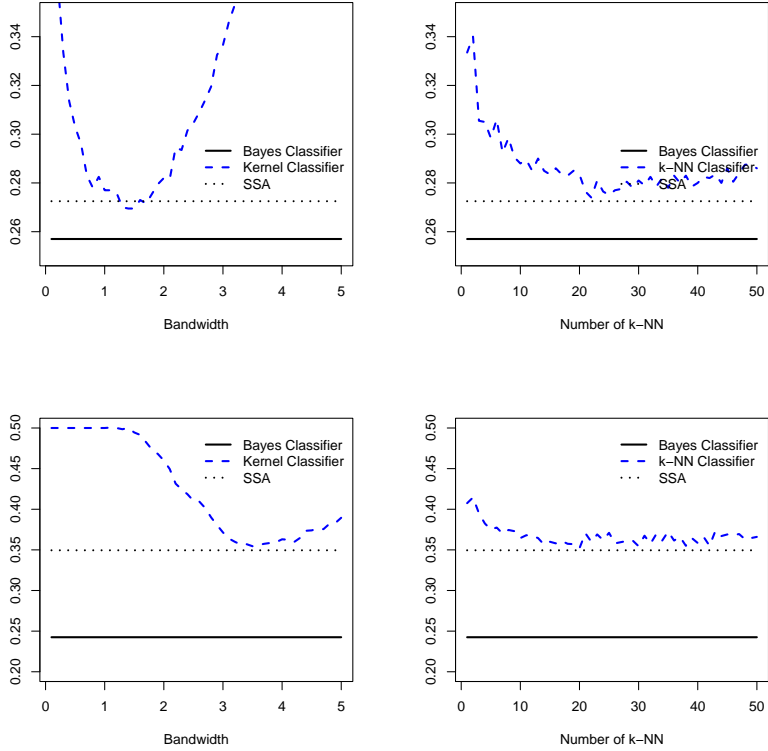 0.34
0.30
0.28
0.26
Bayes Classifier
Kernel Classifier
SSA
0 1 2 3 4 5
Bandwidth
0.34
0.30
0.28
0.26
Bayes Classifier
k−NN Classifier
SSA
0 10 20 30 40 50
Number of k−NN
0.50
0.45
0.40
0.35
0.30
0.25
0.20
Bayes Classifier
Kernel Classifier
SSA
0 1 2 3 4 5
Bandwidth
0.50
0.45
0.40
0.35
0.30
0.25
0.20
Bayes Classifier
k−NN Classifier
SSA
0 10 20 30 40 50
Number of k−NN